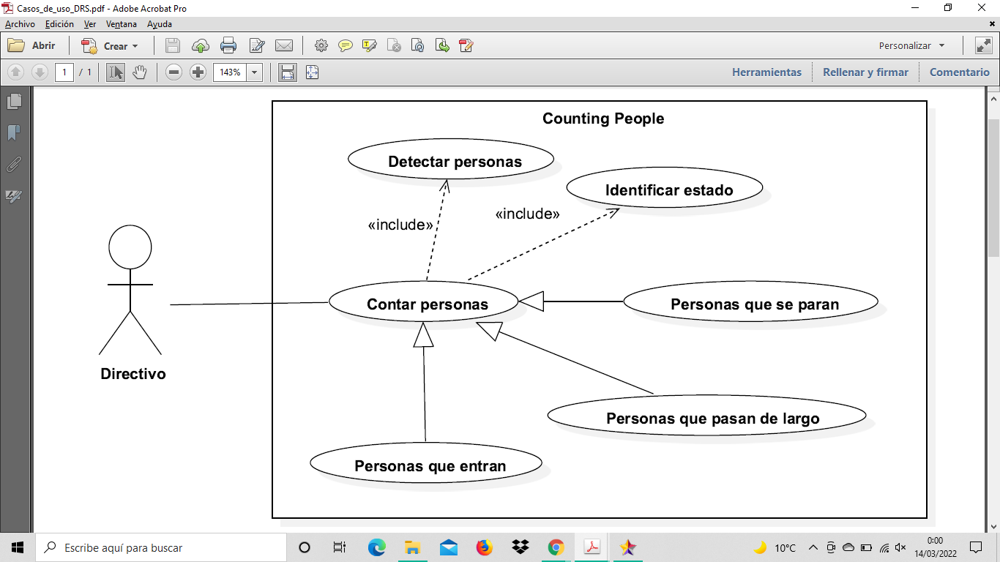 Casos_de_uso_DRS.pdf - Adobe Acrobat Pro
Archivo Edición Ver Ventana Ayuda
Abrir Crear Personalizar
1 / 1 143% Herramientas Rellenar y firmar Comentario
Counting People
Detectar personas
Identificar estado
«include»
«include»
Contar personas
Personas que se paran
Directivo
Personas que pasan de largo
Personas que entran
Escribe aquí para buscar
10°C
0:00
14/03/2022